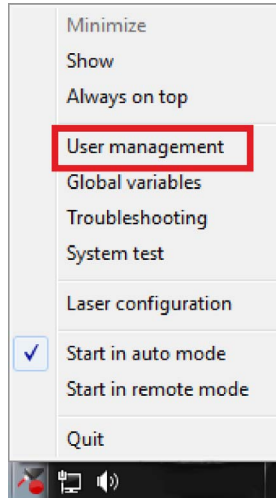 Minimize
Show
Always on top
User management
Global variables
Troubleshooting
System test
Laser configuration
Start in auto mode
Start in remote mode
Quit